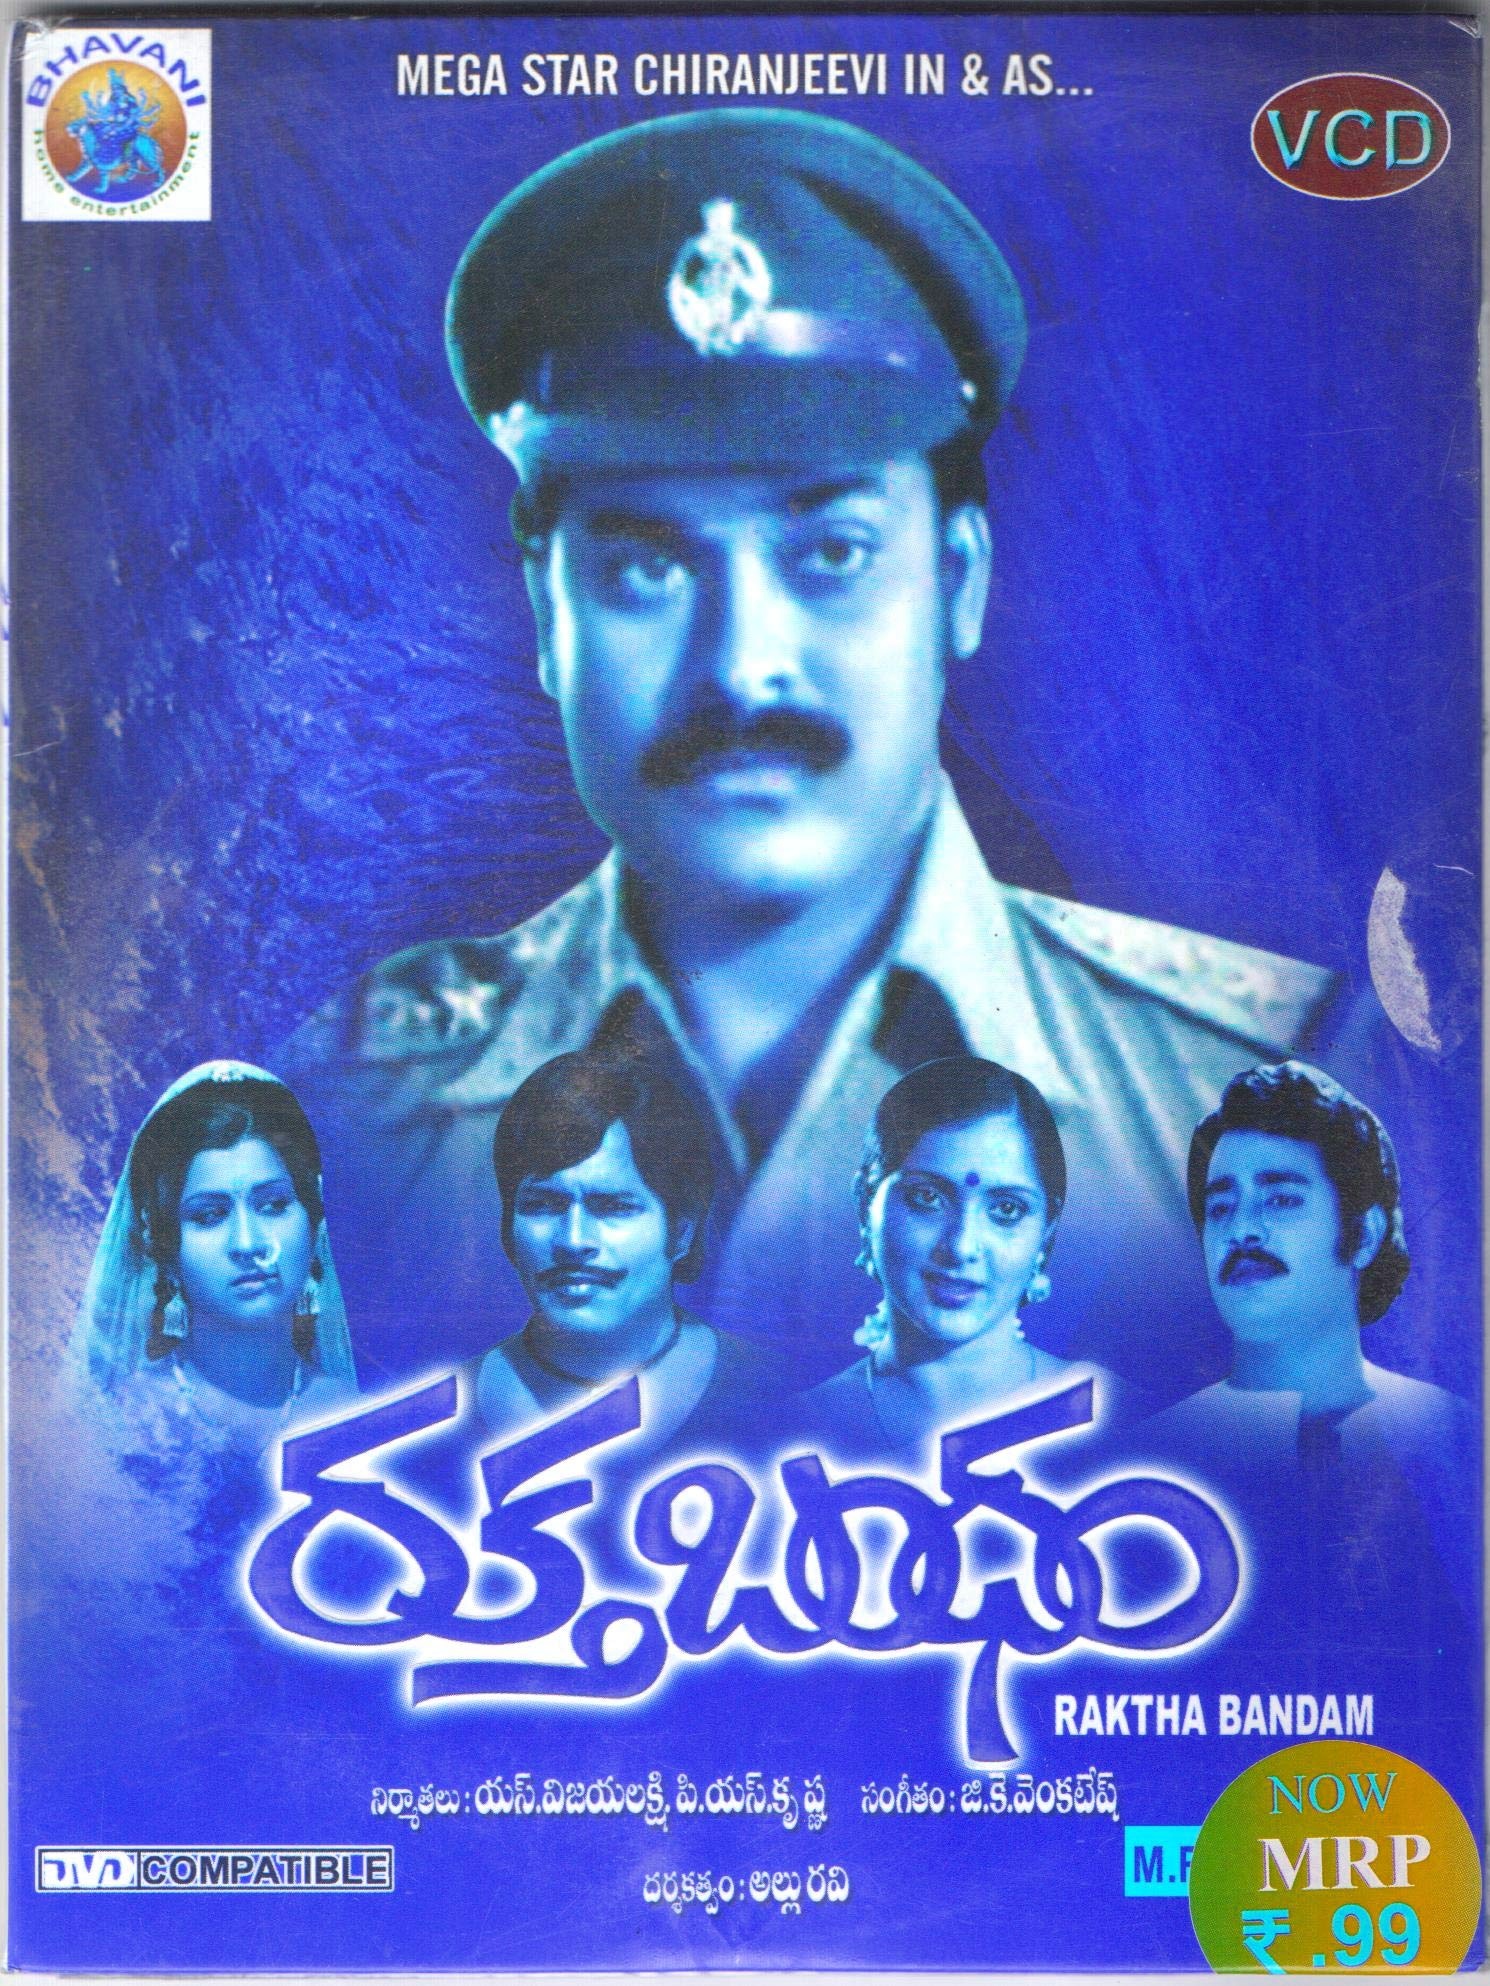 BHAVANI
home entertainment
MEGA STAR CHIRANJEEVI IN & AS...
VCD
రక్తబంధం
RAKTHA BANDAM
నిర్మాతలు : యస్.విజయలక్ష్మి, పి.యస్.కృష్ణ సంగీతం : జి.కె.వెంకటేష్
DVD COMPATIBLE
దర్శకత్వం : అల్లు రవి
NOW
MRP
₹ .99